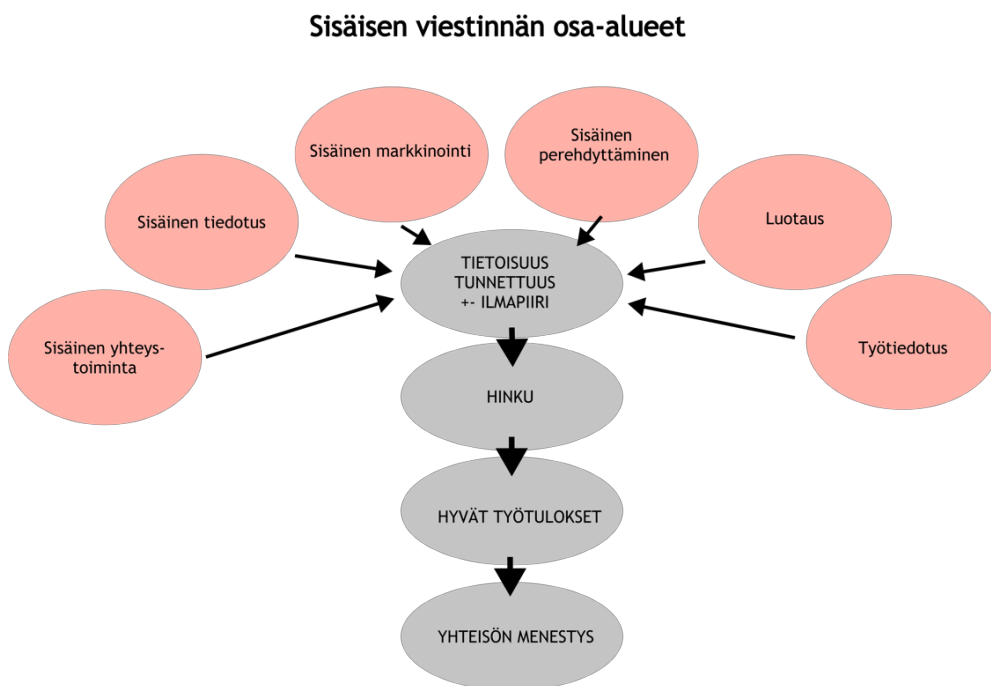 Sisäisen viestinnän osa-alueet
Sisäinen markkinointi
Sisäinen
perehdyttäminen
Sisäinen tiedotus
Luotaus
Sisäinen yhteys-
toiminta
Työtiedotus
TIETOISUUS
TUNNETTUUS
+- ILMAPIIRI
HINKU
HYVÄT TYÖTULOKSET
YHTEISÖN MENESTYS